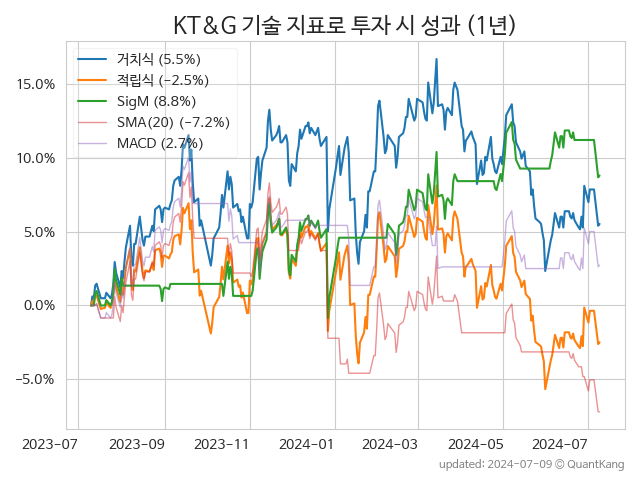 KT&G 기술 지표로 투자 시 성과 (1년)
거치식 (5.5%)
적립식 (−2.5%)
SigM (8.8%)
SMA(20) (−7.2%)
MACD (2.7%)
15.0%
10.0%
5.0%
0.0%
−5.0%
2023-07 2023-09 2023-11 2024-01 2024-03 2024-05 2024-07
updated: 2024-07-09 ⓒ QuantKang